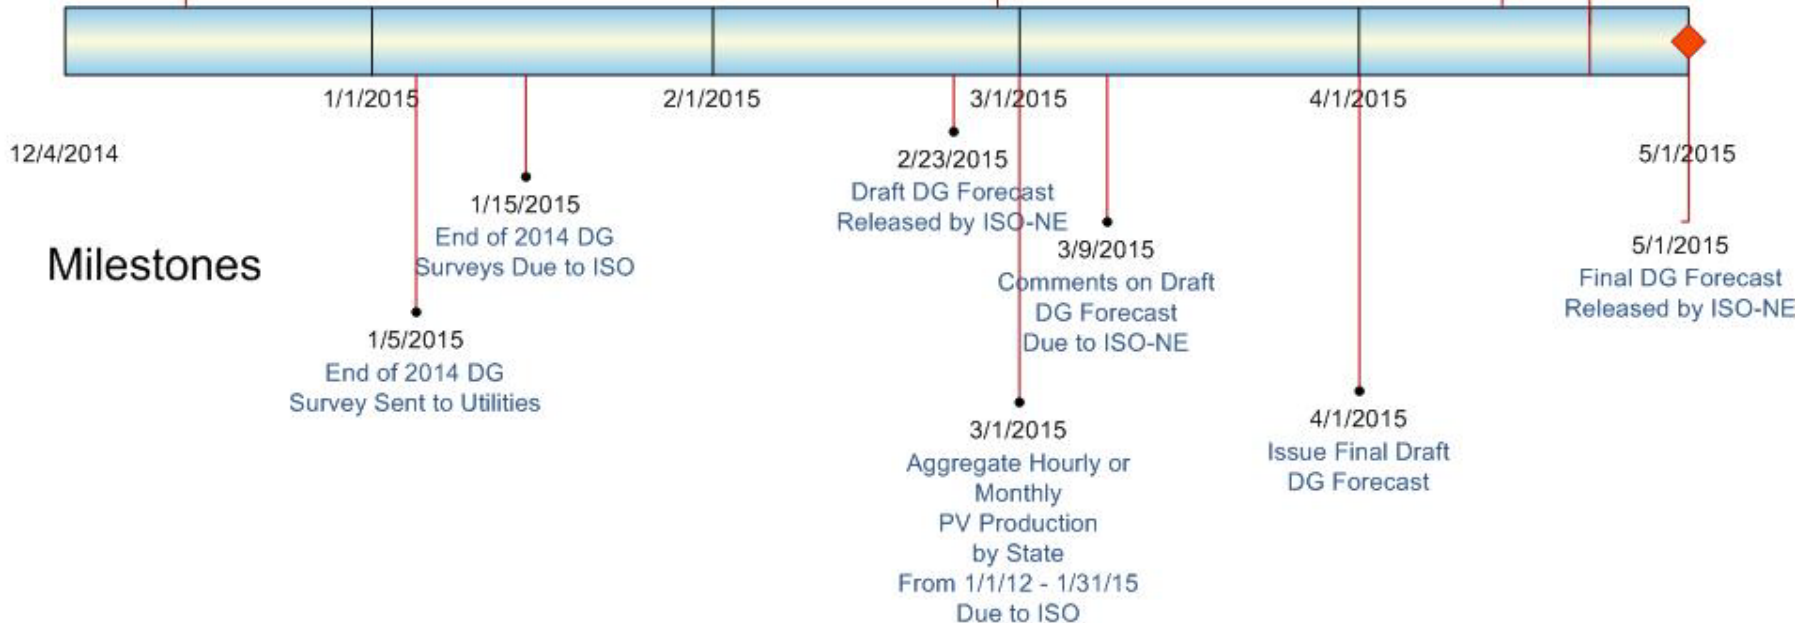 1/1/2015
2/1/2015
3/1/2015
4/1/2015
12/4/2014
5/1/2015
Milestones
1/5/2015
End of 2014 DG
Survey Sent to Utilities
1/15/2015
End of 2014 DG
Surveys Due to ISO
2/23/2015
Draft DG Forecast
Released by ISO-NE
3/1/2015
Aggregate Hourly or
Monthly
PV Production
by State
From 1/1/12 - 1/31/15
Due to ISO
3/9/2015
Comments on Draft
DG Forecast
Due to ISO-NE
4/1/2015
Issue Final Draft
DG Forecast
5/1/2015
Final DG Forecast
Released by ISO-NE